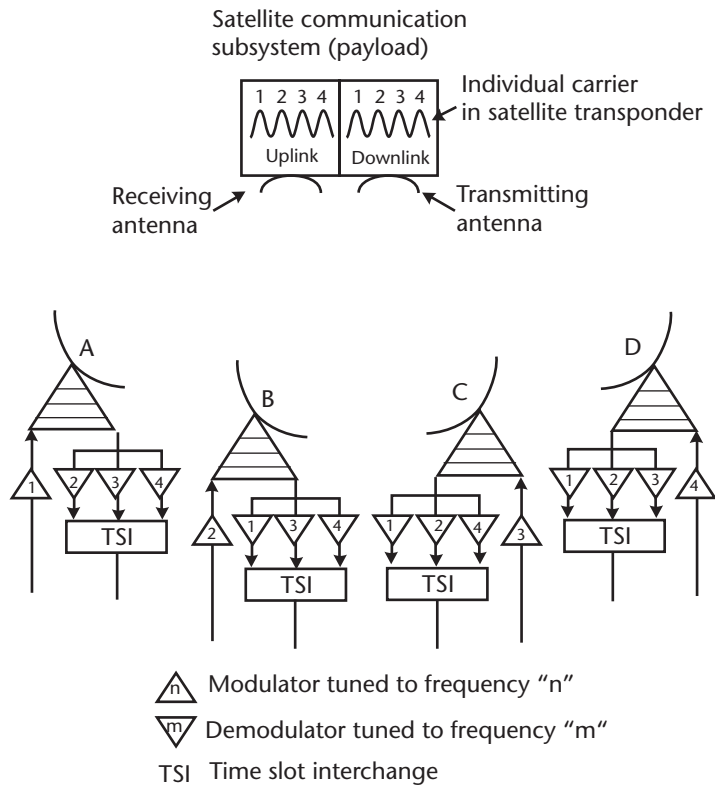 Satellite communication
subsystem (payload)
1 2 3 4 1 2 3 4
Uplink Downlink
Individual carrier
in satellite transponder
Receiving
antenna
Transmitting
antenna
A
B
C
D
1 2 3 4
TSI
2 1 3 4
TSI
1 2 4 3
TSI
1 2 3 4
TSI
n Modulator tuned to frequency “n”
m Demodulator tuned to frequency “m“
TSI Time slot interchange